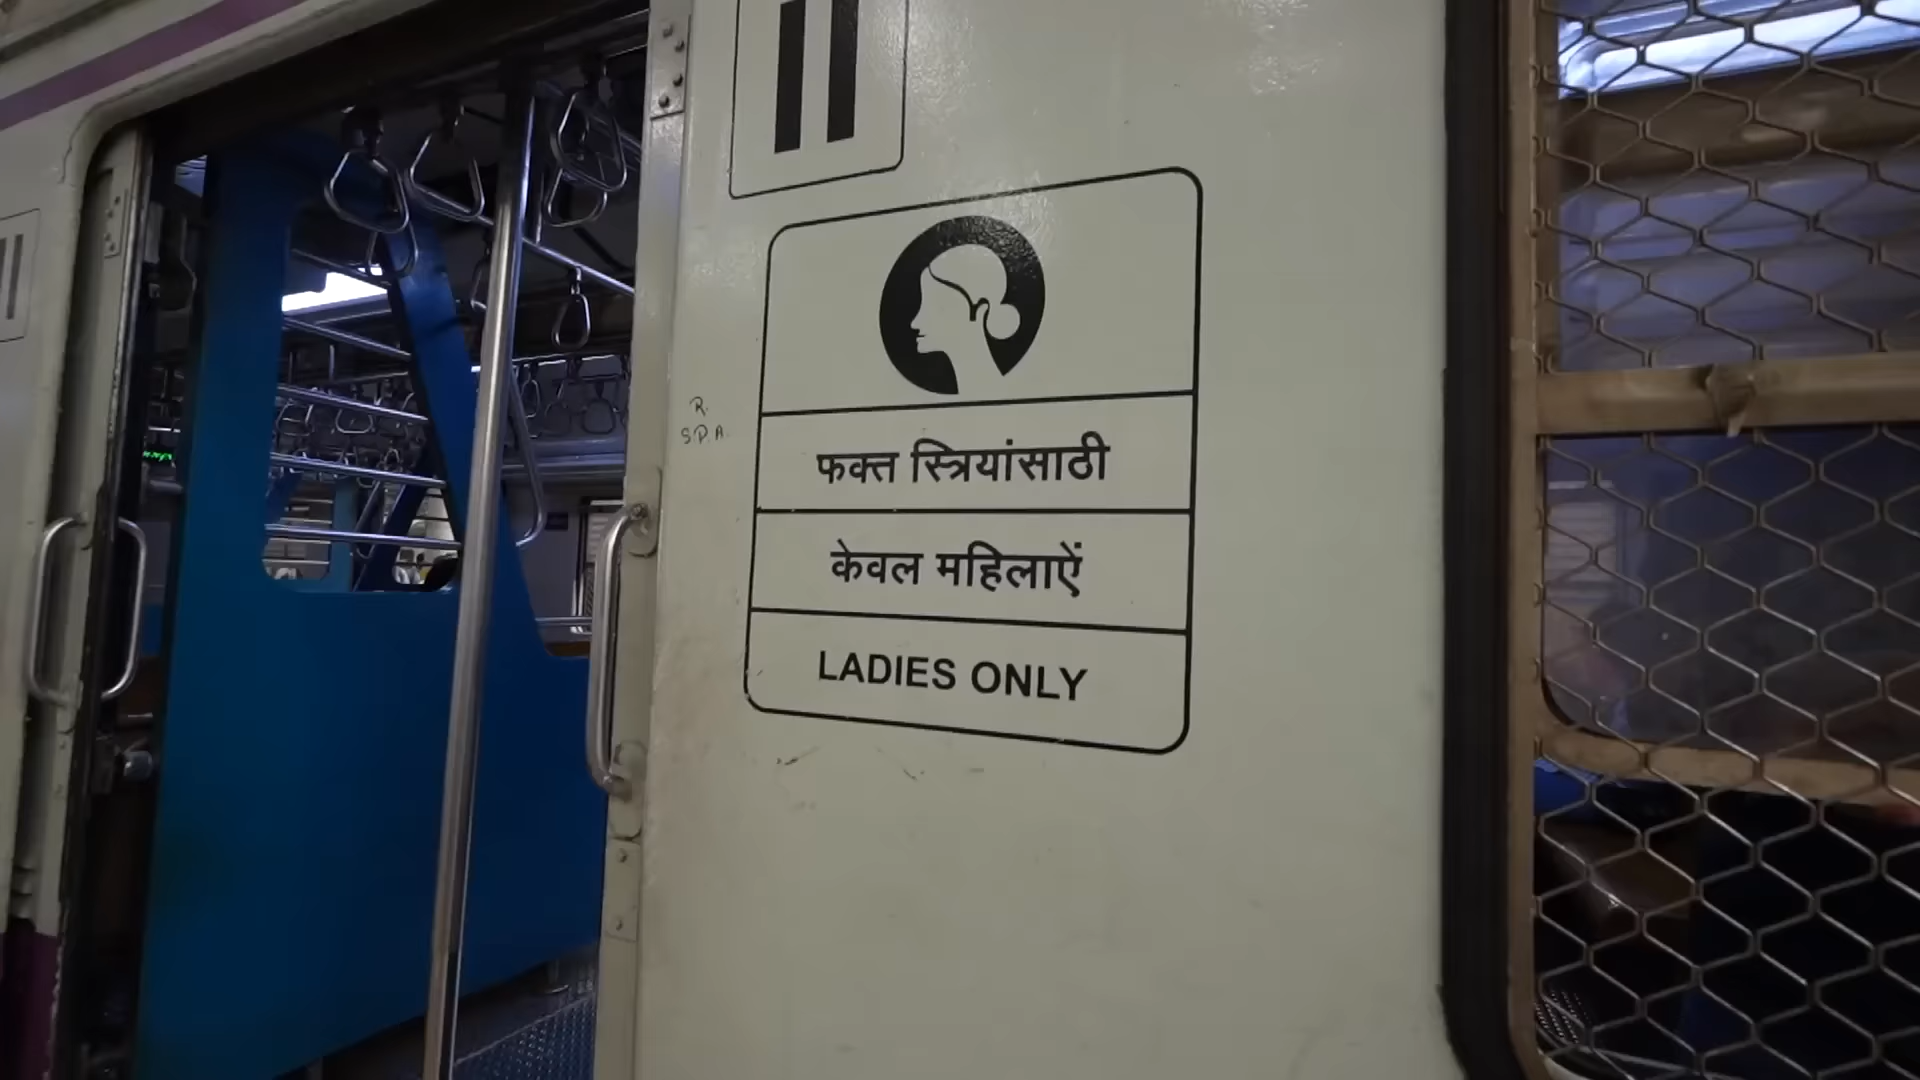 II
R.
S.P.A.
फक्त स्त्रियांसाठी
केवल महिलाऐं
LADIES ONLY